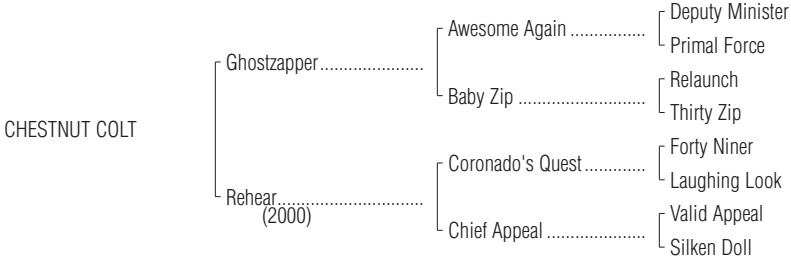 Deputy Minister
Awesome Again ................
Primal Force
Ghostzapper......................
Relaunch
Baby Zip ...........................
Thirty Zip
CHESTNUT COLT
Forty Niner
Coronado's Quest.............
Laughing Look
Rehear...............................
(2000)
Valid Appeal
Chief Appeal .....................
Silken Doll